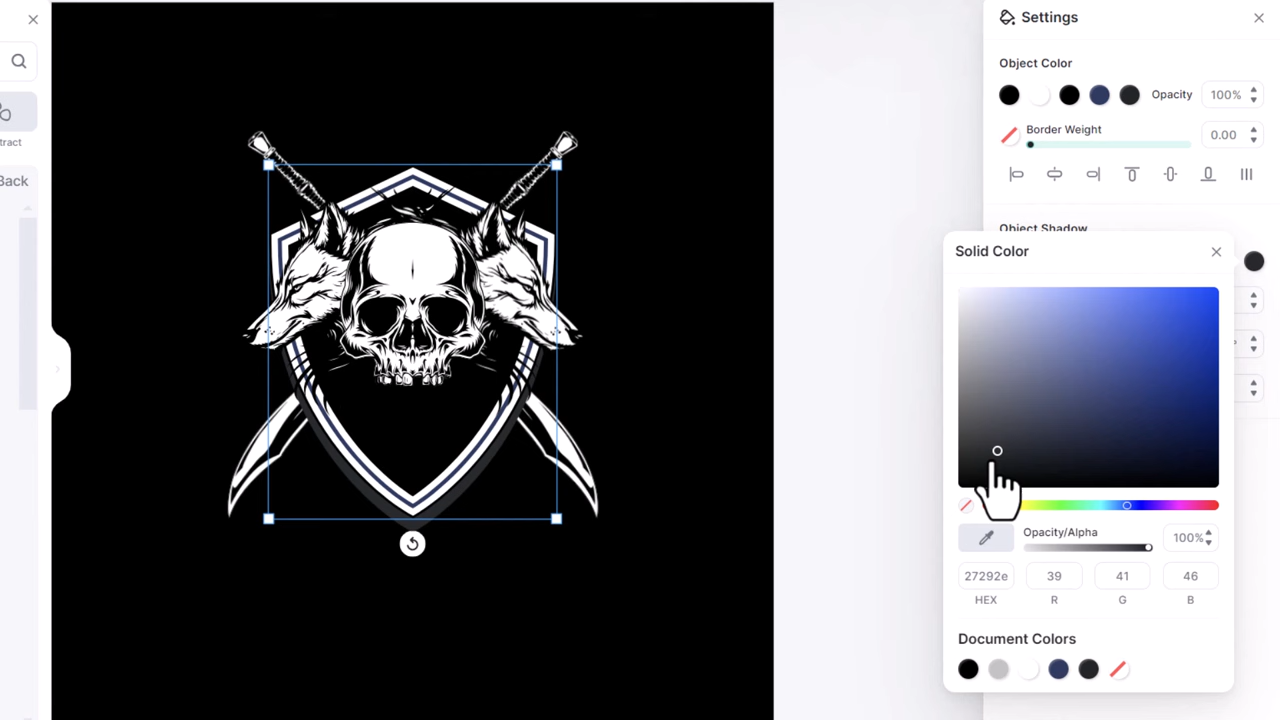 Settings
Object Color
Opacity 100%
Border Weight 0.00
tract
Back
Object Shadow
Solid Color
Opacity/Alpha 100%
27292e 39 41 46
HEX R G B
Document Colors